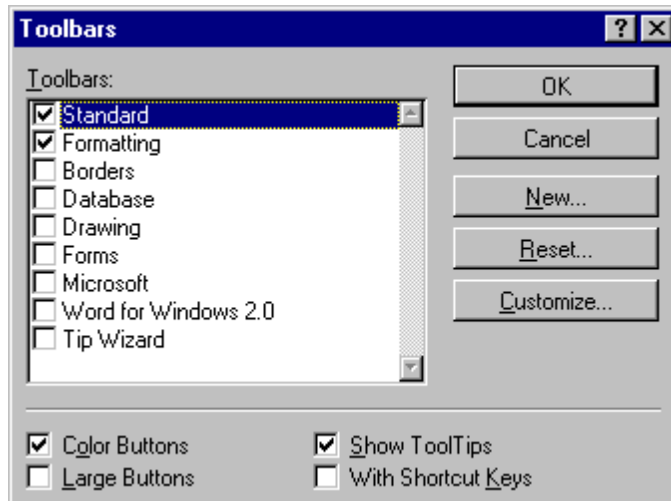 Toolbars
?
Toolbars:
Standard
Formatting
Borders
Database
Drawing
Forms
Microsoft
Word for Windows 2.0
Tip Wizard
OK
Cancel
New...
Reset...
Customize...
Color Buttons
Show ToolTips
Large Buttons
With Shortcut Keys